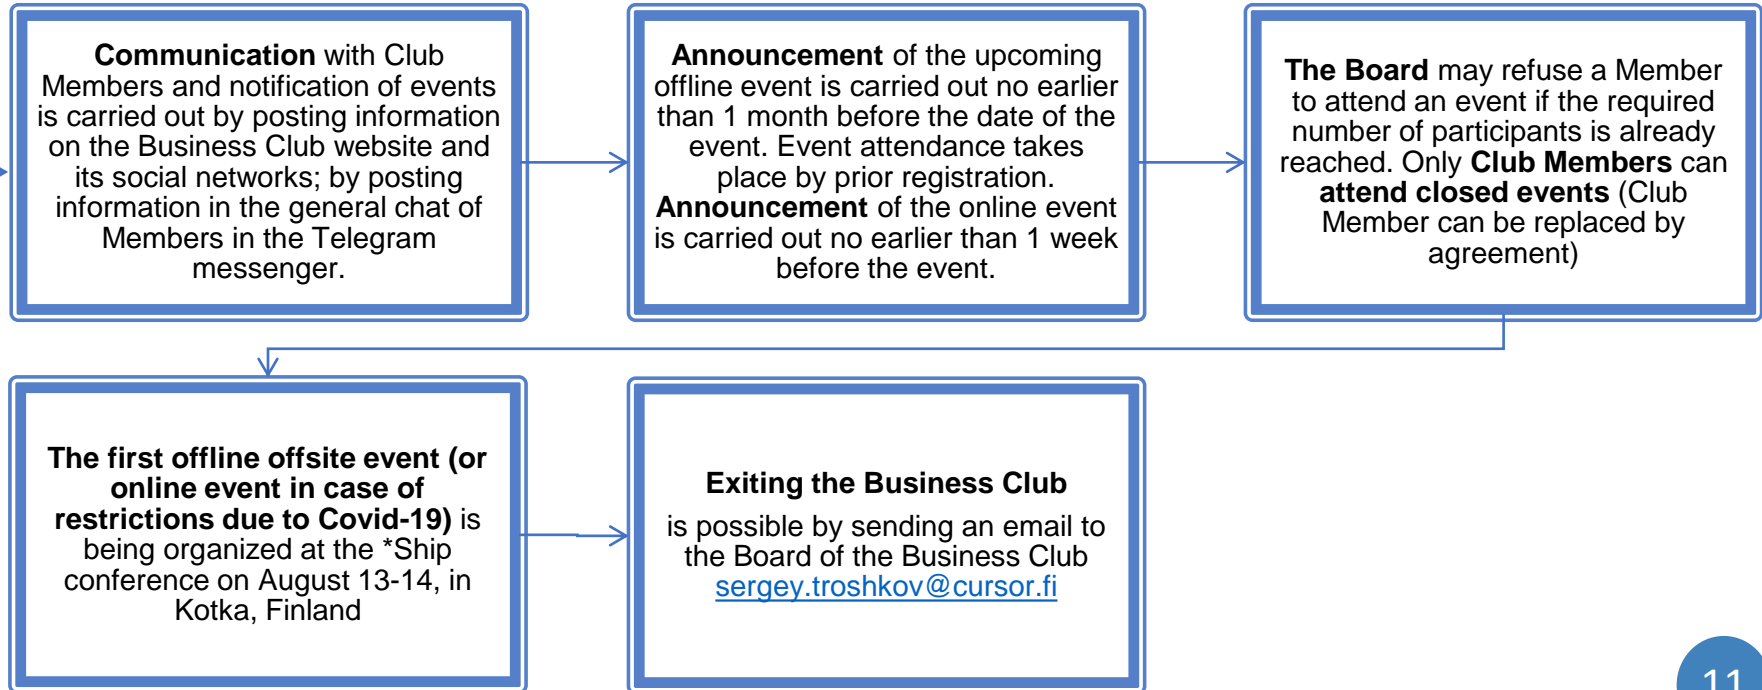 Communication with Club
Members and notification of events
is carried out by posting information
on the Business Club website and
its social networks; by posting
information in the general chat of
Members in the Telegram
messenger.
Announcement of the upcoming
offline event is carried out no earlier
than 1 month before the date of the
event. Event attendance takes
place by prior registration.
Announcement of the online event
is carried out no earlier than 1 week
before the event.
The Board may refuse a Member
to attend an event if the required
number of participants is already
reached. Only Club Members can
attend closed events (Club
Member can be replaced by
agreement)
The first offline offsite event (or
online event in case of
restrictions due to Covid-19) is
being organized at the *Ship
conference on August 13-14, in
Kotka, Finland
Exiting the Business Club
is possible by sending an email to
the Board of the Business Club
sergey.troshkov@cursor.fi
11